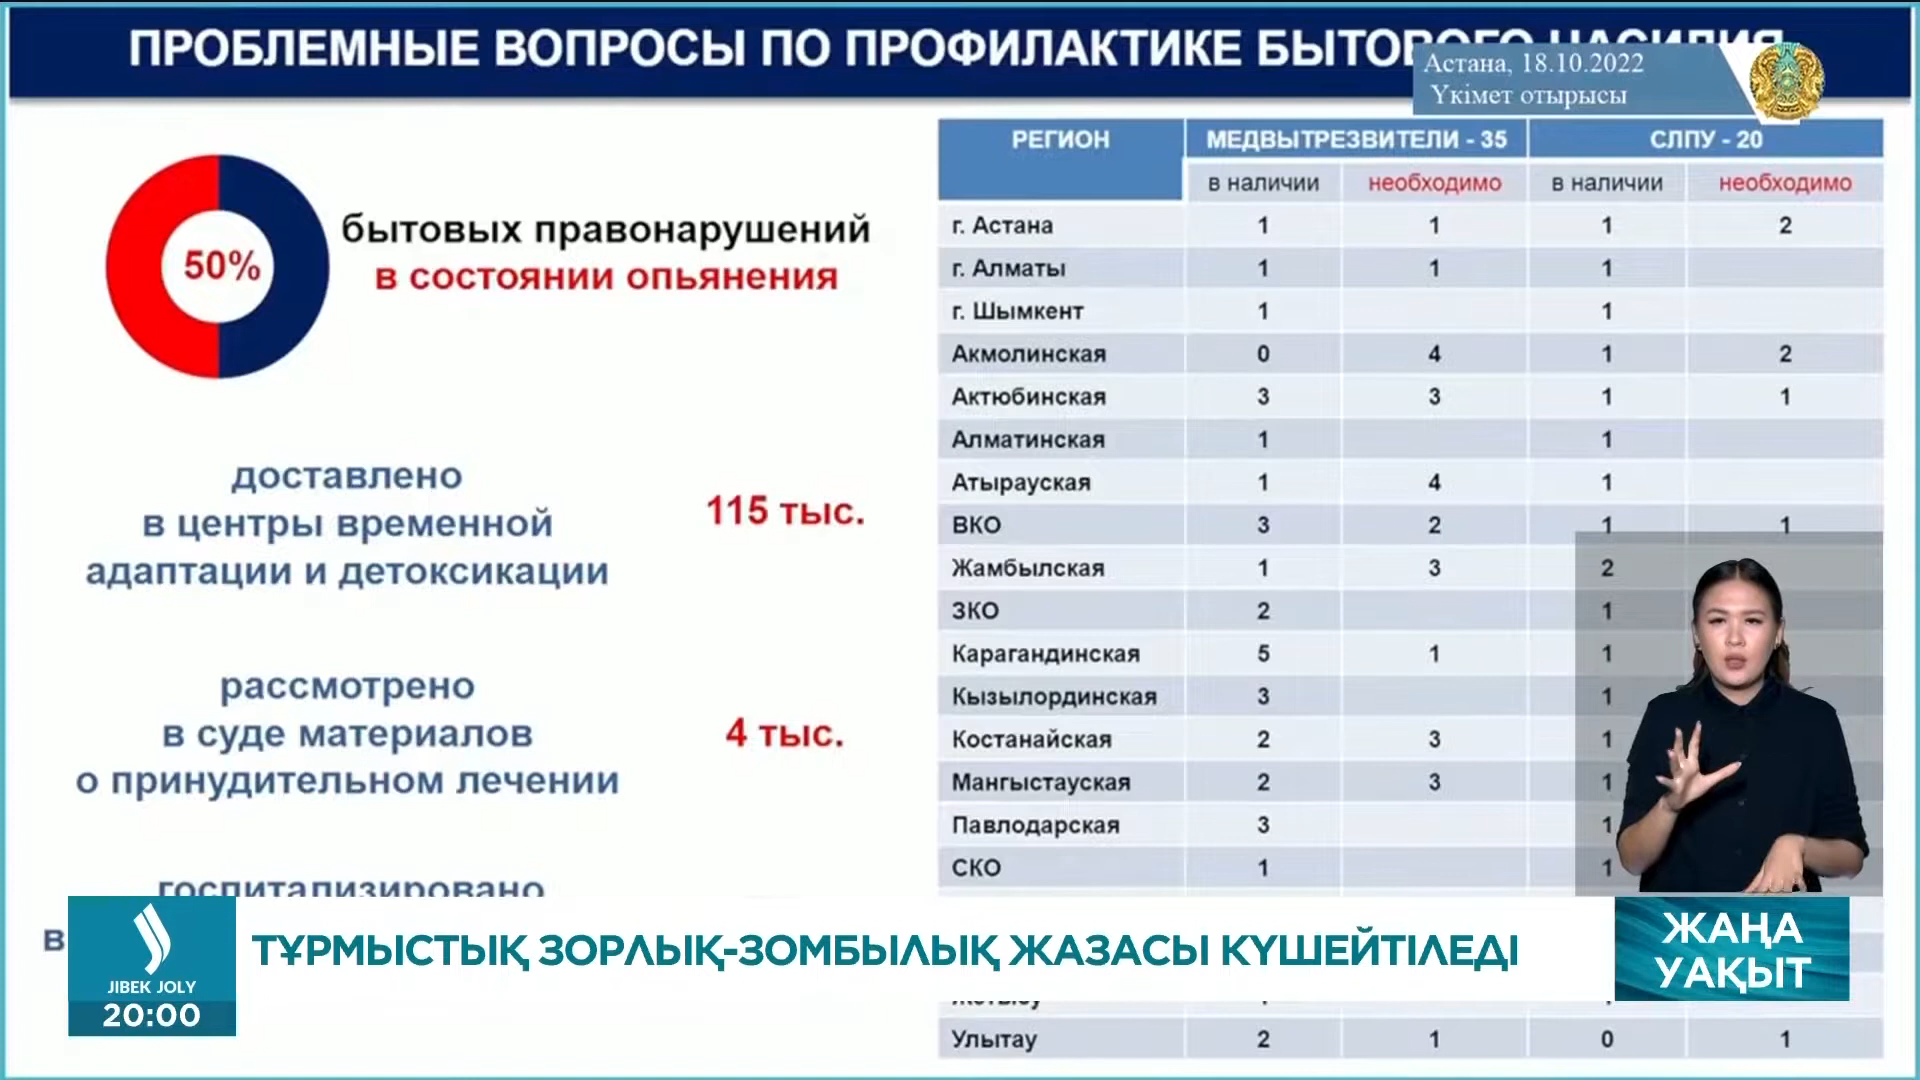 ПРОБЛЕМНЫЕ ВОПРОСЫ ПО ПРОФИЛАКТИКЕ БЫТОВОГО НАСИЛИЯ
Астана, 18.10.2022
Үкімет отырысы
50%
бытовых правонарушений
в состоянии опьянения
доставлено
в центры временной
адаптации и детоксикации
115 тыс.
рассмотрено
в суде материалов
о принудительном лечении
4 тыс.
госпитализировано
в
РЕГИОН МЕДВЫТРЕЗВИТЕЛИ - 35 СЛПУ - 20
в наличии необходимо в наличии необходимо
г. Астана 1 1 1 2
г. Алматы 1 1 1
г. Шымкент 1 1
Акмолинская 0 4 1 2
Актюбинская 3 3 1 1
Алматинская 1 1
Атырауская 1 4 1
ВКО 3 2 1 1
Жамбылская 1 3 2
ЗКО 2 1
Карагандинская 5 1 1
Кызылординская 3 1
Костанайская 2 3 1
Мангыстауская 2 3 1
Павлодарская 3 1
СКО 1 1
Улытау 2 1 0 1
JIBEK JOLY
20:00
ТҰРМЫСТЫҚ ЗОРЛЫҚ-ЗОМБЫЛЫҚ ЖАЗАСЫ КҮШЕЙТІЛЕДІ
ЖАҢА
УАҚЫТ